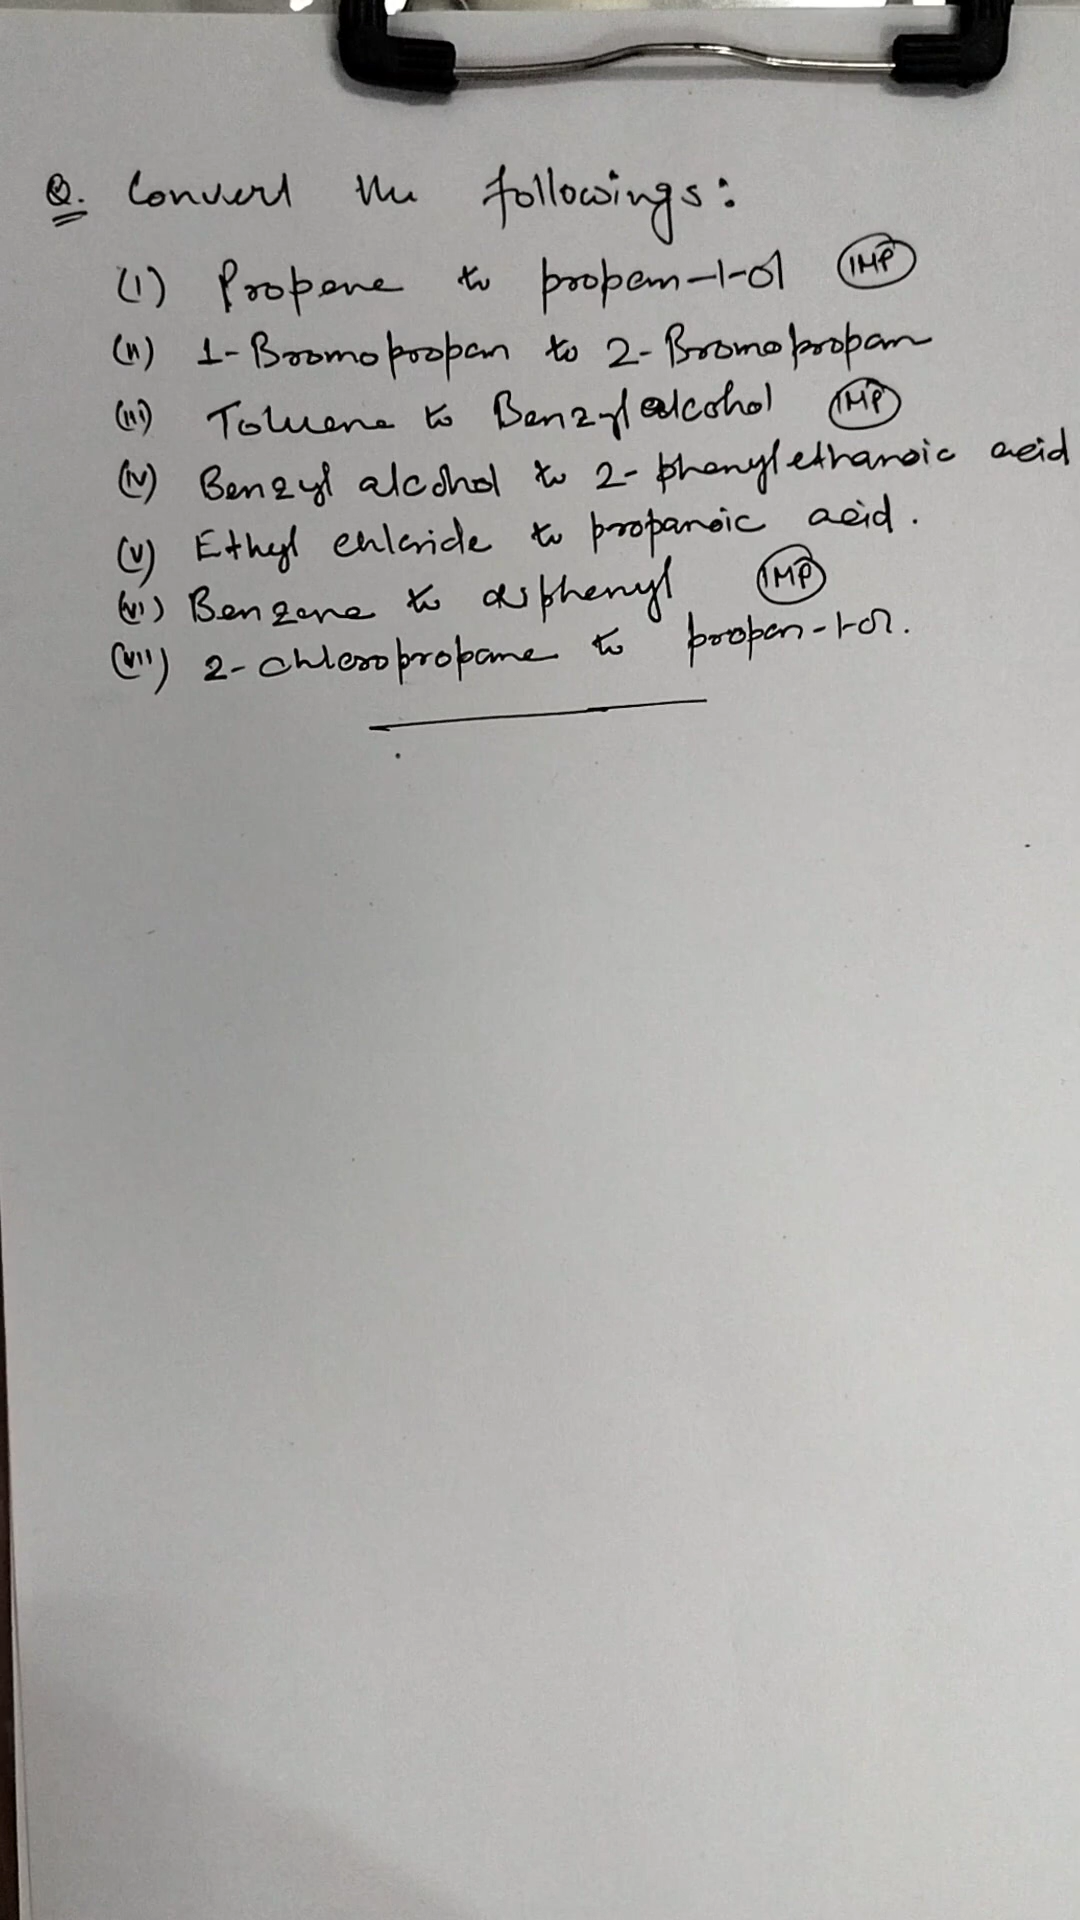 Q. Convert the followings:
(i) Propene to propan-1-ol IMP
(ii) 1-Bromopropan to 2-Bromopropan
(iii) Toluene to Benzyl alcohol IMP
(iv) Benzyl alcohol to 2-phenylethanoic acid
(v) Ethyl chloride to propanoic acid.
(vi) Benzene to diphenyl IMP
(vii) 2-chloropropane to propan-1-ol.